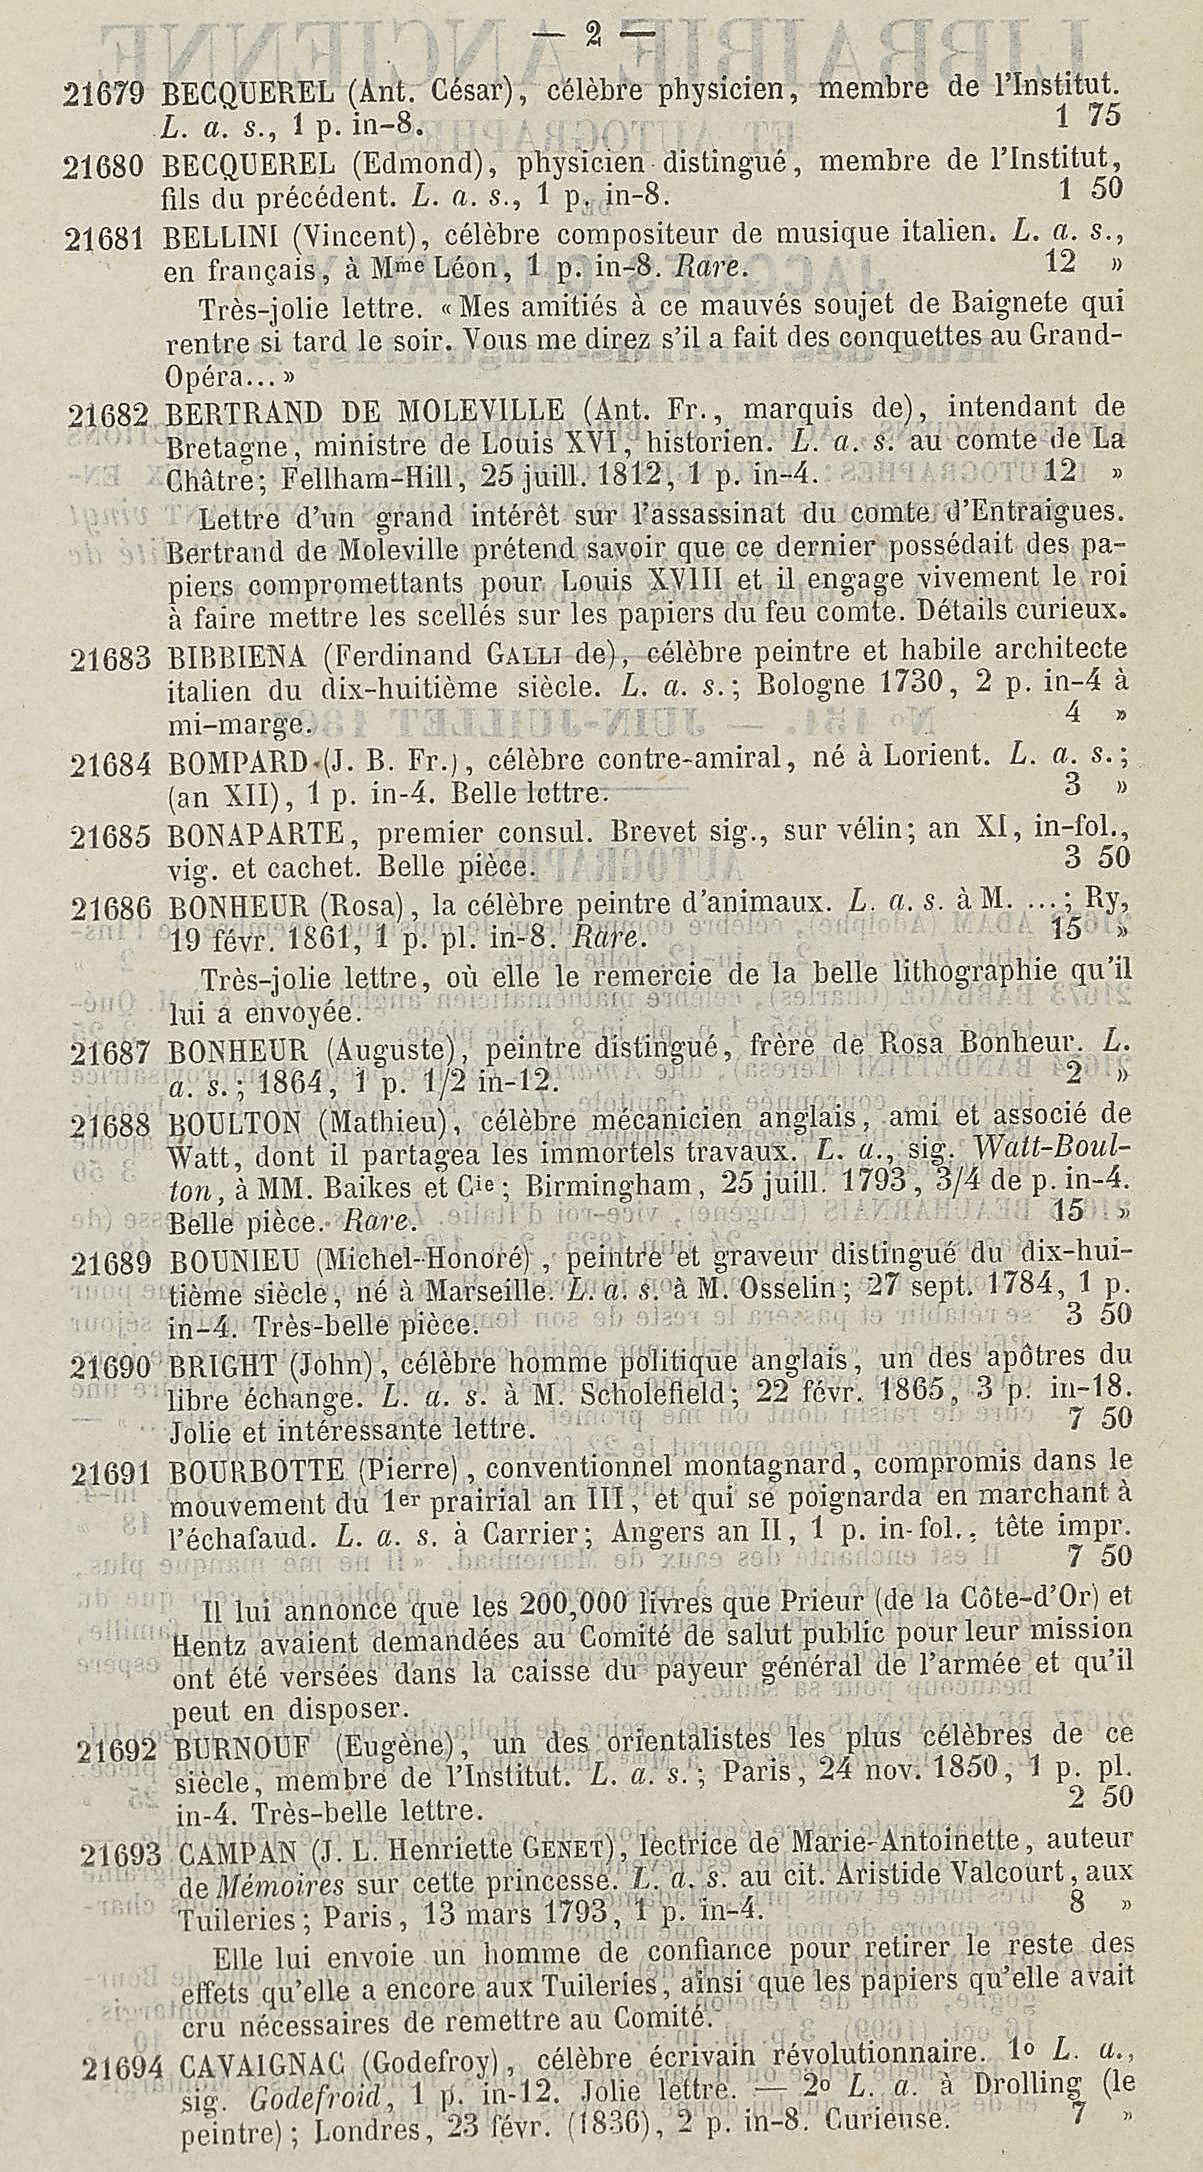 — 2 —
21679 BECQUEREL (Ant. César), célèbre physicien, membre de l'Institut.
L. a. s., 1 p. in-8. 1 75
21680 BECQUEREL (Edmond), physicien distingué, membre de l'Institut,
fils du précédent. L. a. s., 1 p. in-8. 1 50
21681 BELLINI (Vincent), célèbre compositeur de musique italien. L. a. s.,
en français, à Mme Léon, 1 p. in-8. Rare. 12 »
Très-jolie lettre. « Mes amitiés à ce mauvés soujet de Baignete qui
rentre si tard le soir. Vous me direz s'il a fait des conquettes au Grand-
Opéra... »
21682 BERTRAND DE MOLEVILLE (Ant. Fr., marquis de), intendant de
Bretagne, ministre de Louis XVI, historien. L. a. s. au comte de La
Châtre; Fellham-Hill, 25 juill. 1812, 1 p. in-4. 12 »
Lettre d'un grand intérêt sur l'assassinat du comte d'Entraigues.
Bertrand de Moleville prétend savoir que ce dernier possédait des pa-
piers compromettants pour Louis XVIII et il engage vivement le roi
à faire mettre les scellés sur les papiers du feu comte. Détails curieux.
21683 BIBBIENA (Ferdinand GALLI de), célèbre peintre et habile architecte
italien du dix-huitième siècle. L. a. s.; Bologne 1730, 2 p. in-4 à
mi-marge. 4 »
21684 BOMPARD (J. B. Fr.), célèbre contre-amiral, né à Lorient. L. a. s.;
(an XII), 1 p. in-4. Belle lettre. 3 »
21685 BONAPARTE, premier consul. Brevet sig., sur vélin; an XI, in-fol.,
vig. et cachet. Belle pièce. 3 50
21686 BONHEUR (Rosa), la célèbre peintre d'animaux. L. a. s. à M. ...; Ry,
19 févr. 1861, 1 p. pl. in-8. Rare. 15 »
Très-jolie lettre, où elle le remercie de la belle lithographie qu'il
lui a envoyée.
21687 BONHEUR (Auguste), peintre distingué, frère de Rosa Bonheur. L.
a. s.; 1864, 1 p. 1/2 in-12. 2 »
21688 BOULTON (Mathieu), célèbre mécanicien anglais, ami et associé de
Watt, dont il partagea les immortels travaux. L. a., sig. Watt-Boul-
ton, à MM. Baikes et Cie; Birmingham, 25 juill. 1793, 3/4 de p. in-4.
Belle pièce. Rare. 15 »
21689 BOUNIEU (Michel-Honoré), peintre et graveur distingué du dix-hui-
tième siècle, né à Marseille. L. a. s. à M. Osselin; 27 sept. 1784, 1 p.
in-4. Très-belle pièce. 3 50
21690 BRIGHT (John), célèbre homme politique anglais, un des apôtres du
libre échange. L. a. s. à M. Scholefield; 22 févr. 1865, 3 p. in-18.
Jolie et intéressante lettre. 7 50
21691 BOURBOTTE (Pierre), conventionnel montagnard, compromis dans le
mouvement du 1er prairial an III, et qui se poignarda en marchant à
l'échafaud. L. a. s. à Carrier; Angers an II, 1 p. in-fol., tête impr.
7 50
Il lui annonce que les 200,000 livres que Prieur (de la Côte-d'Or) et
Hentz avaient demandées au Comité de salut public pour leur mission
ont été versées dans la caisse du payeur général de l'armée et qu'il
peut en disposer.
21692 BURNOUF (Eugène), un des orientalistes les plus célèbres de ce
siècle, membre de l'Institut. L. a. s.; Paris, 24 nov. 1850, 1 p. pl.
in-4. Très-belle lettre. 2 50
21693 CAMPAN (J. L. Henriette GENET), lectrice de Marie-Antoinette, auteur
de Mémoires sur cette princesse. L. a. s. au cit. Aristide Valcourt, aux
Tuileries; Paris, 13 mars 1793, 1 p. in-4. 8 »
Elle lui envoie un homme de confiance pour retirer le reste des
effets qu'elle a encore aux Tuileries, ainsi que les papiers qu'elle avait
cru nécessaires de remettre au Comité.
21694 CAVAIGNAC (Godefroy), célèbre écrivain révolutionnaire. 1o L. a.,
sig. Godefroid, 1 p. in-12. Jolie lettre. — 2o L. a. à Drolling (le
peintre); Londres, 23 févr. (1836), 2 p. in-8. Curieuse. 7 »